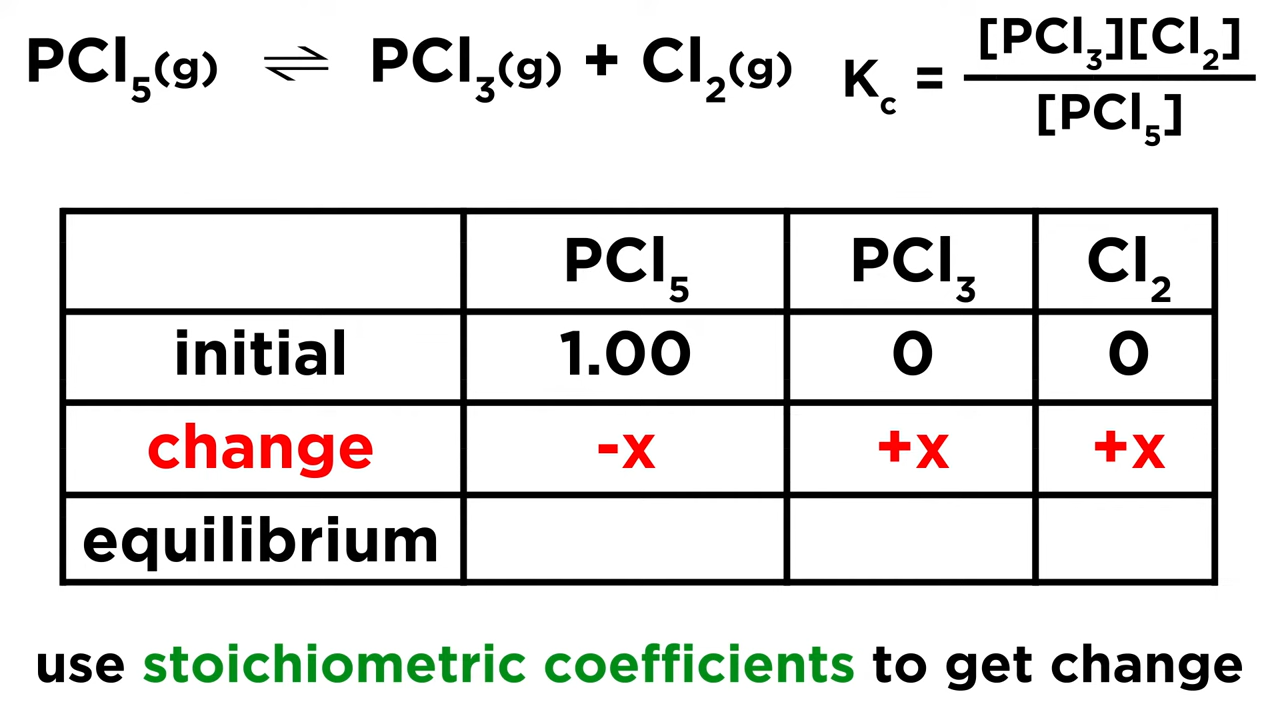 PCl₅(g) ⇌ PCl₃(g) + Cl₂(g) K꜀ = [PCl₃][Cl₂] / [PCl₅]
PCl₅ PCl₃ Cl₂
initial 1.00 0 0
change -x +x +x
equilibrium
use stoichiometric coefficients to get change